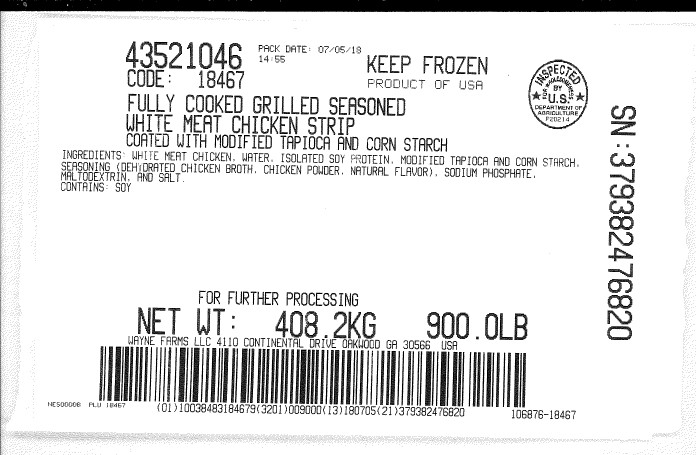 43521046
PACK DATE: 07/05/18
14:55
KEEP FROZEN
CODE: 18467
PRODUCT OF USA
INSPECTED
FOR WHOLESOMENESS
BY
U.S.
DEPARTMENT OF
AGRICULTURE
P20214
FULLY COOKED GRILLED SEASONED
WHITE MEAT CHICKEN STRIP
COATED WITH MODIFIED TAPIOCA AND CORN STARCH
INGREDIENTS: WHITE MEAT CHICKEN, WATER, ISOLATED SOY PROTEIN, MODIFIED TAPIOCA AND CORN STARCH,
SEASONING (DEHYDRATED CHICKEN BROTH, CHICKEN POWDER, NATURAL FLAVOR), SODIUM PHOSPHATE,
MALTODEXTRIN, AND SALT.
CONTAINS: SOY
SN:379382476820
FOR FURTHER PROCESSING
NET WT: 408.2KG 900.0LB
WAYNE FARMS LLC 4110 CONTINENTAL DRIVE OAKWOOD GA 30566 USA
PLU 18467
(01)10038483184679(3201)009000(13)180705(21)379382476820
106876-18467